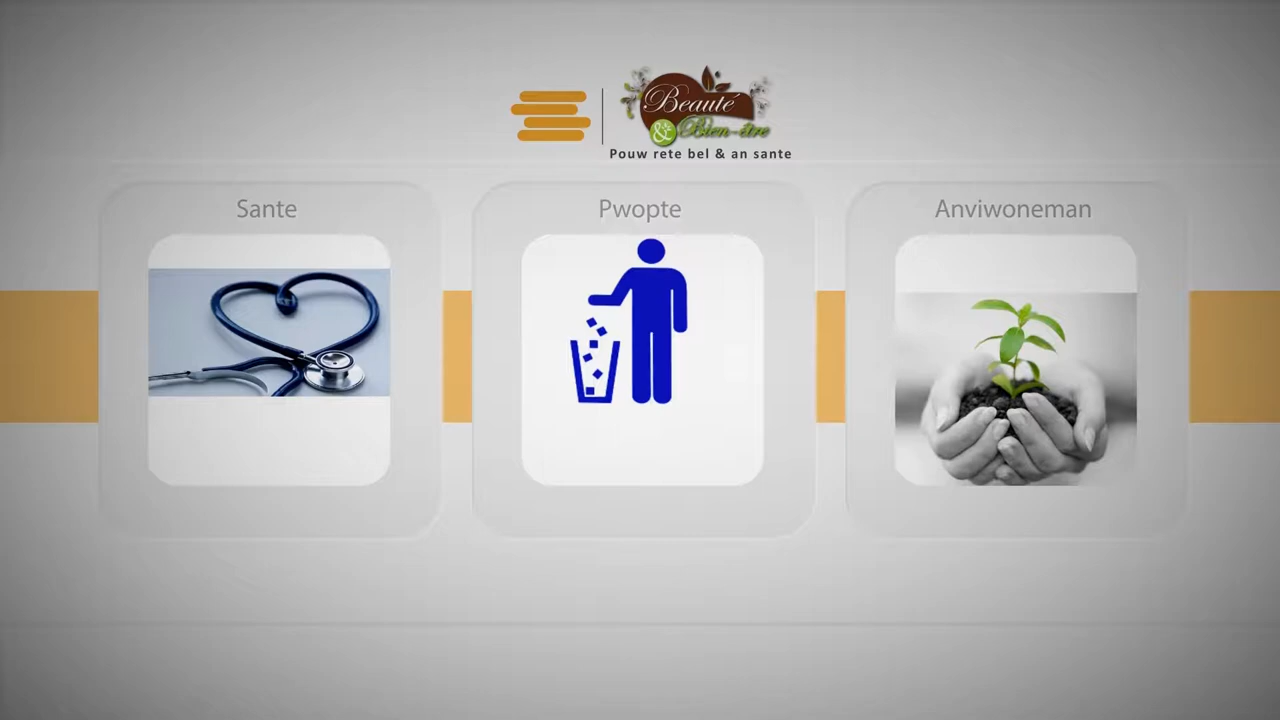 Beauté
& Bien-être
Pouw rete bel & an sante
Sante
Pwopte
Anviwoneman